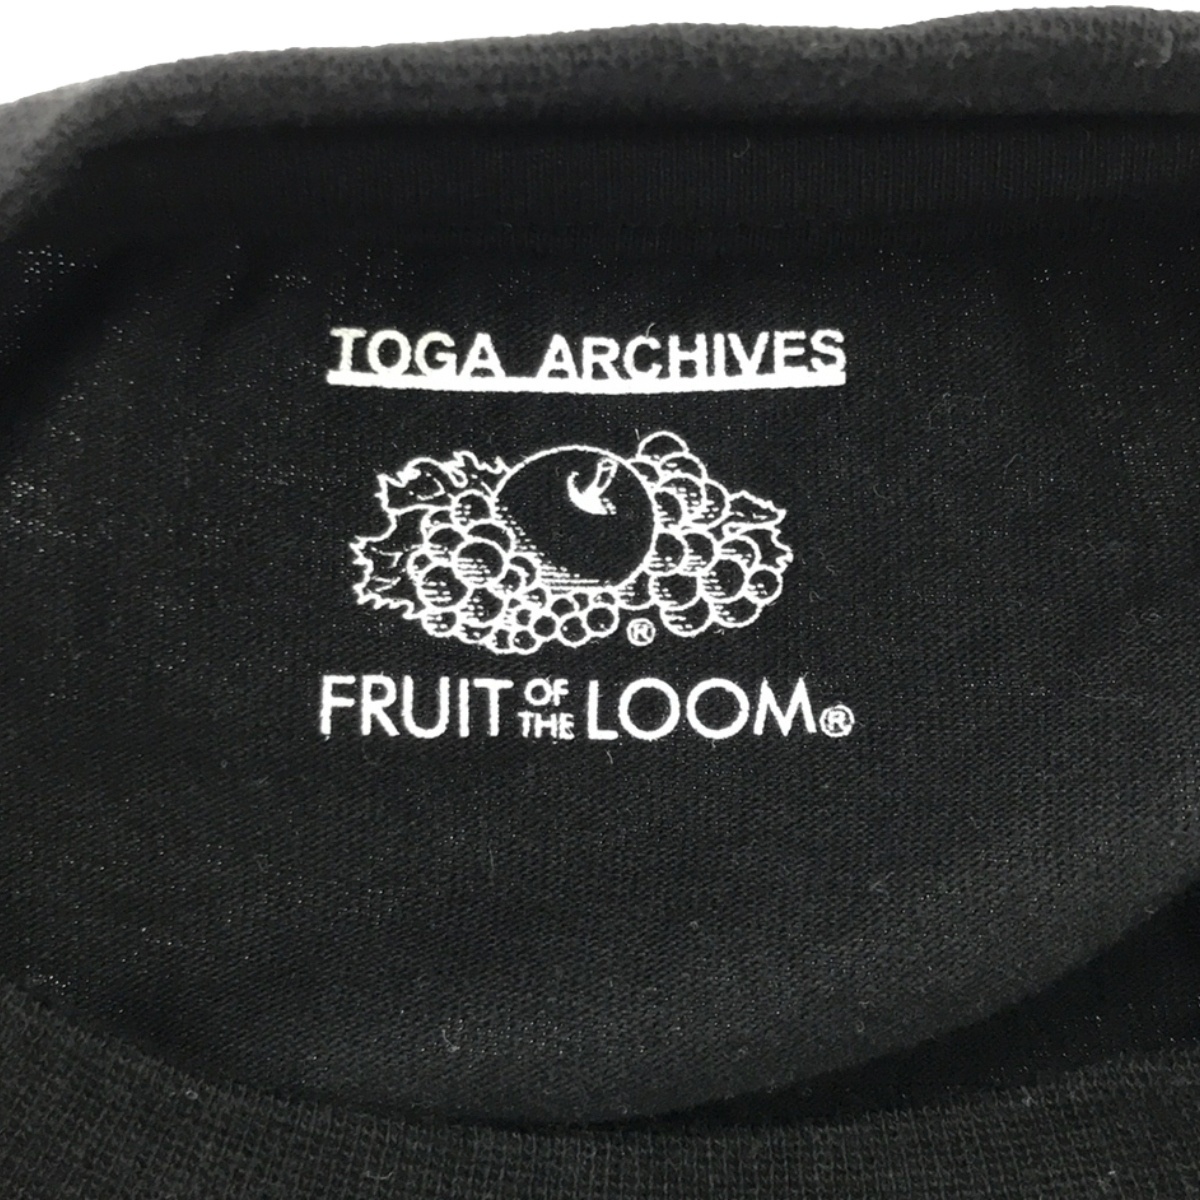 TOGA ARCHIVES
®
FRUIT OF THE LOOM®